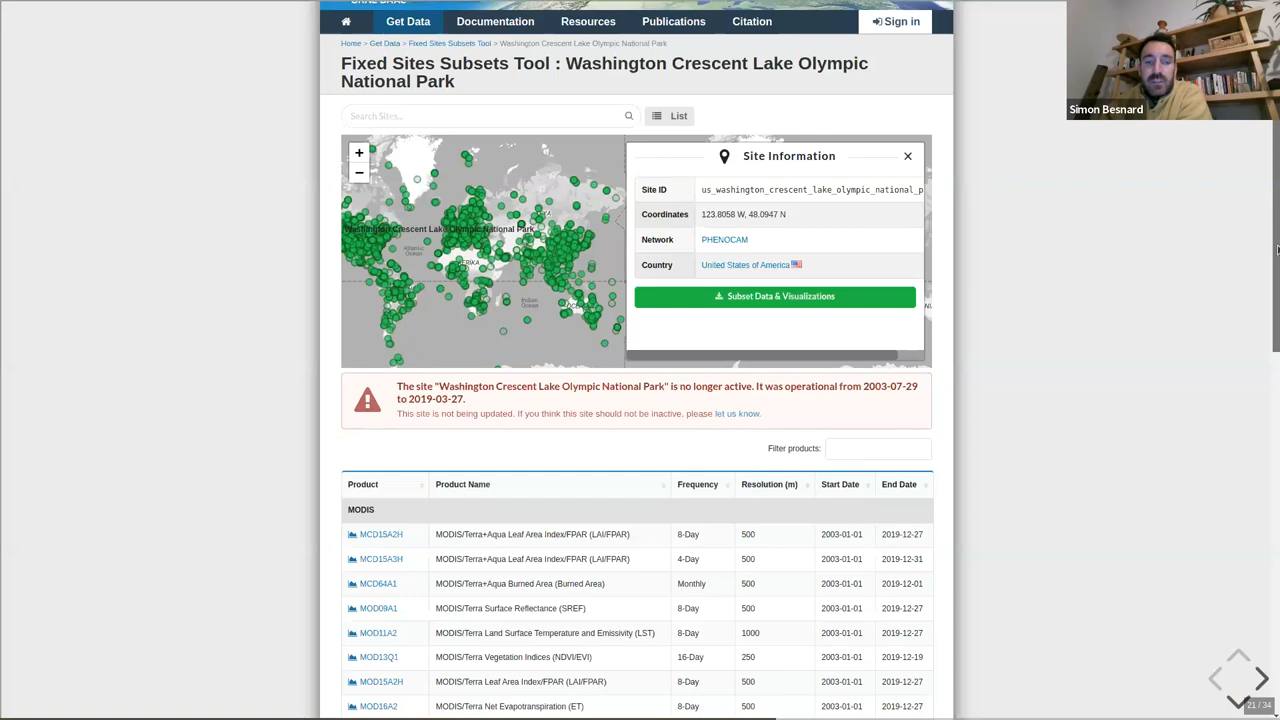 Get Data
Documentation
Resources
Publications
Citation
Sign in
Home > Get Data > Fixed Sites Subsets Tool > Washington Crescent Lake Olympic National Park
Fixed Sites Subsets Tool : Washington Crescent Lake Olympic
National Park
Simon Besnard
Search Sites...
List
+
−
Site Information
×
Site ID us_washington_crescent_lake_olympic_national_p
Coordinates 123.8058 W, 48.0947 N
Network PHENOCAM
Country United States of America
Subset Data & Visualizations
Washington Crescent Lake Olympic National Park
Atlantic
Ocean
Indian
Ocean
The site "Washington Crescent Lake Olympic National Park" is no longer active. It was operational from 2003-07-29
to 2019-03-27.
This site is not being updated. If you think this site should not be inactive, please let us know.
Filter products:
Product Product Name Frequency Resolution (m) Start Date End Date
MODIS
MCD15A2H MODIS/Terra+Aqua Leaf Area Index/FPAR (LAI/FPAR) 8-Day 500 2003-01-01 2019-12-27
MCD15A3H MODIS/Terra+Aqua Leaf Area Index/FPAR (LAI/FPAR) 4-Day 500 2003-01-01 2019-12-31
MCD64A1 MODIS/Terra+Aqua Burned Area (Burned Area) Monthly 500 2003-01-01 2019-12-01
MOD09A1 MODIS/Terra Surface Reflectance (SREF) 8-Day 500 2003-01-01 2019-12-27
MOD11A2 MODIS/Terra Land Surface Temperature and Emissivity (LST) 8-Day 1000 2003-01-01 2019-12-27
MOD13Q1 MODIS/Terra Vegetation Indices (NDVI/EVI) 16-Day 250 2003-01-01 2019-12-19
MOD15A2H MODIS/Terra Leaf Area Index/FPAR (LAI/FPAR) 8-Day 500 2003-01-01 2019-12-27
MOD16A2 MODIS/Terra Net Evapotranspiration (ET) 8-Day 500 2003-01-01 2019-12-27
21 / 34